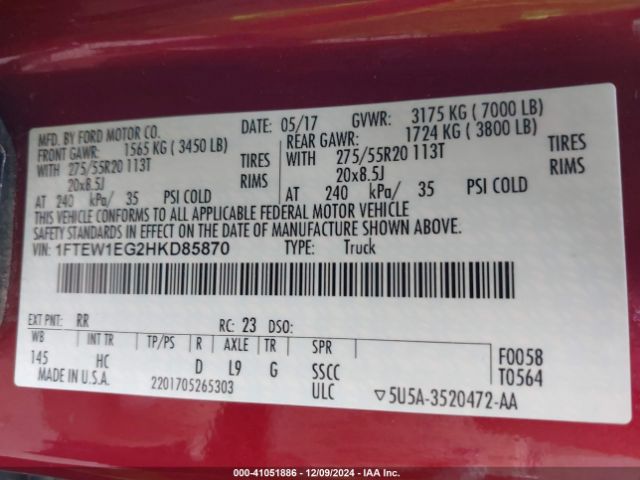 MFD. BY FORD MOTOR CO. DATE: 05/17 GVWR: 3175 KG ( 7000 LB)
FRONT GAWR: 1565 KG ( 3450 LB) REAR GAWR: 1724 KG ( 3800 LB)
WITH 275/55R20 113T TIRES WITH 275/55R20 113T TIRES
20x8.5J RIMS 20x8.5J RIMS
AT 240 kPa/ 35 PSI COLD AT 240 kPa/ 35 PSI COLD
THIS VEHICLE CONFORMS TO ALL APPLICABLE FEDERAL MOTOR VEHICLE
SAFETY STANDARDS IN EFFECT ON THE DATE OF MANUFACTURE SHOWN ABOVE.
VIN: 1FTEW1EG2HKD85870 TYPE: Truck
EXT PNT: RR RC: 23 DSO:
WB INT TR TP/PS R AXLE TR SPR F0058
145 HC D L9 G SSCC T0564
MADE IN U.S.A. 2201705265303 ULC ▽5U5A-3520472-AA
000-41051886 - 12/09/2024 - IAA Inc.